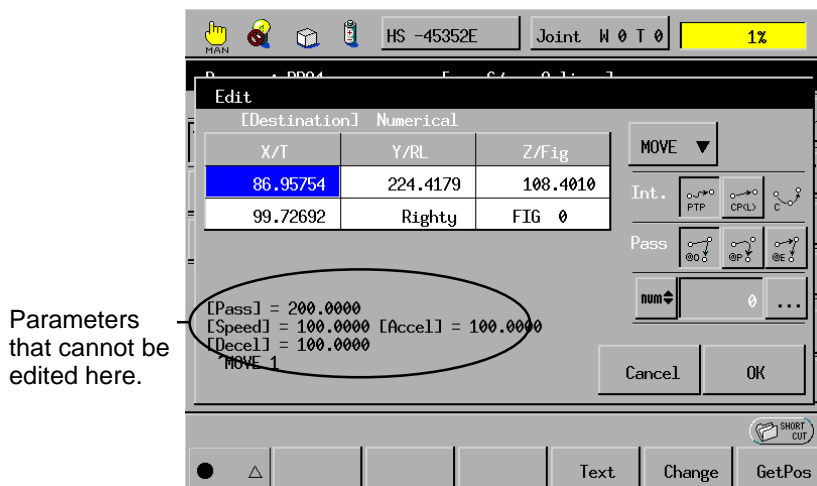 MAN
HS -45352E
Joint W 0 T 0
1%
Edit
[Destination] Numerical
X/T Y/RL Z/Fig
86.95754 224.4179 108.4010
99.72692 Righty FIG 0
MOVE ▼
Int. PTP CP(L) C
Pass @0 @P @E
num 0 ...
[Pass] = 200.0000
[Speed] = 100.0000 [Accel] = 100.0000
[Decel] = 100.0000
'MOVE 1
Parameters
that cannot be
edited here.
Cancel OK
SHORT
CUT
Text Change GetPos